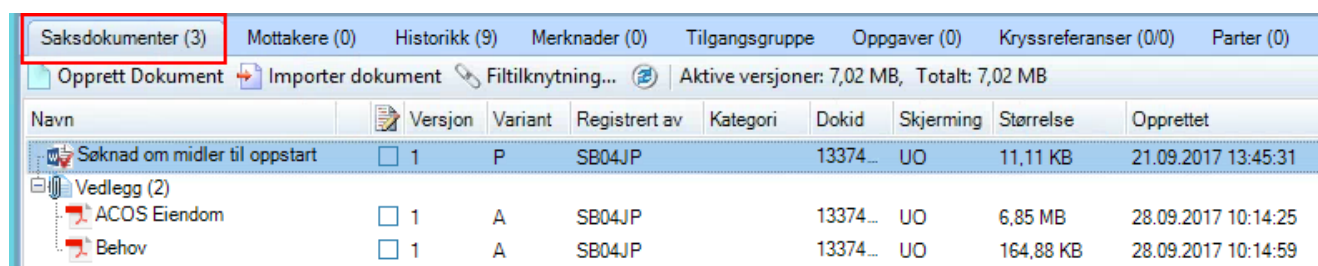 Saksdokumenter (3) Mottakere (0) Historikk (9) Merknader (0) Tilgangsgruppe Oppgaver (0) Kryssreferanser (0/0) Parter (0)
Opprett Dokument Importer dokument Filtilknytning... Aktive versjoner: 7,02 MB, Totalt: 7,02 MB
Navn Versjon Variant Registrert av Kategori Dokid Skjerming Størrelse Opprettet
Søknad om midler til oppstart 1 P SB04JP 13374... UO 11,11 KB 21.09.2017 13:45:31
Vedlegg (2)
ACOS Eiendom 1 A SB04JP 13374... UO 6,85 MB 28.09.2017 10:14:25
Behov 1 A SB04JP 13374... UO 164,88 KB 28.09.2017 10:14:59